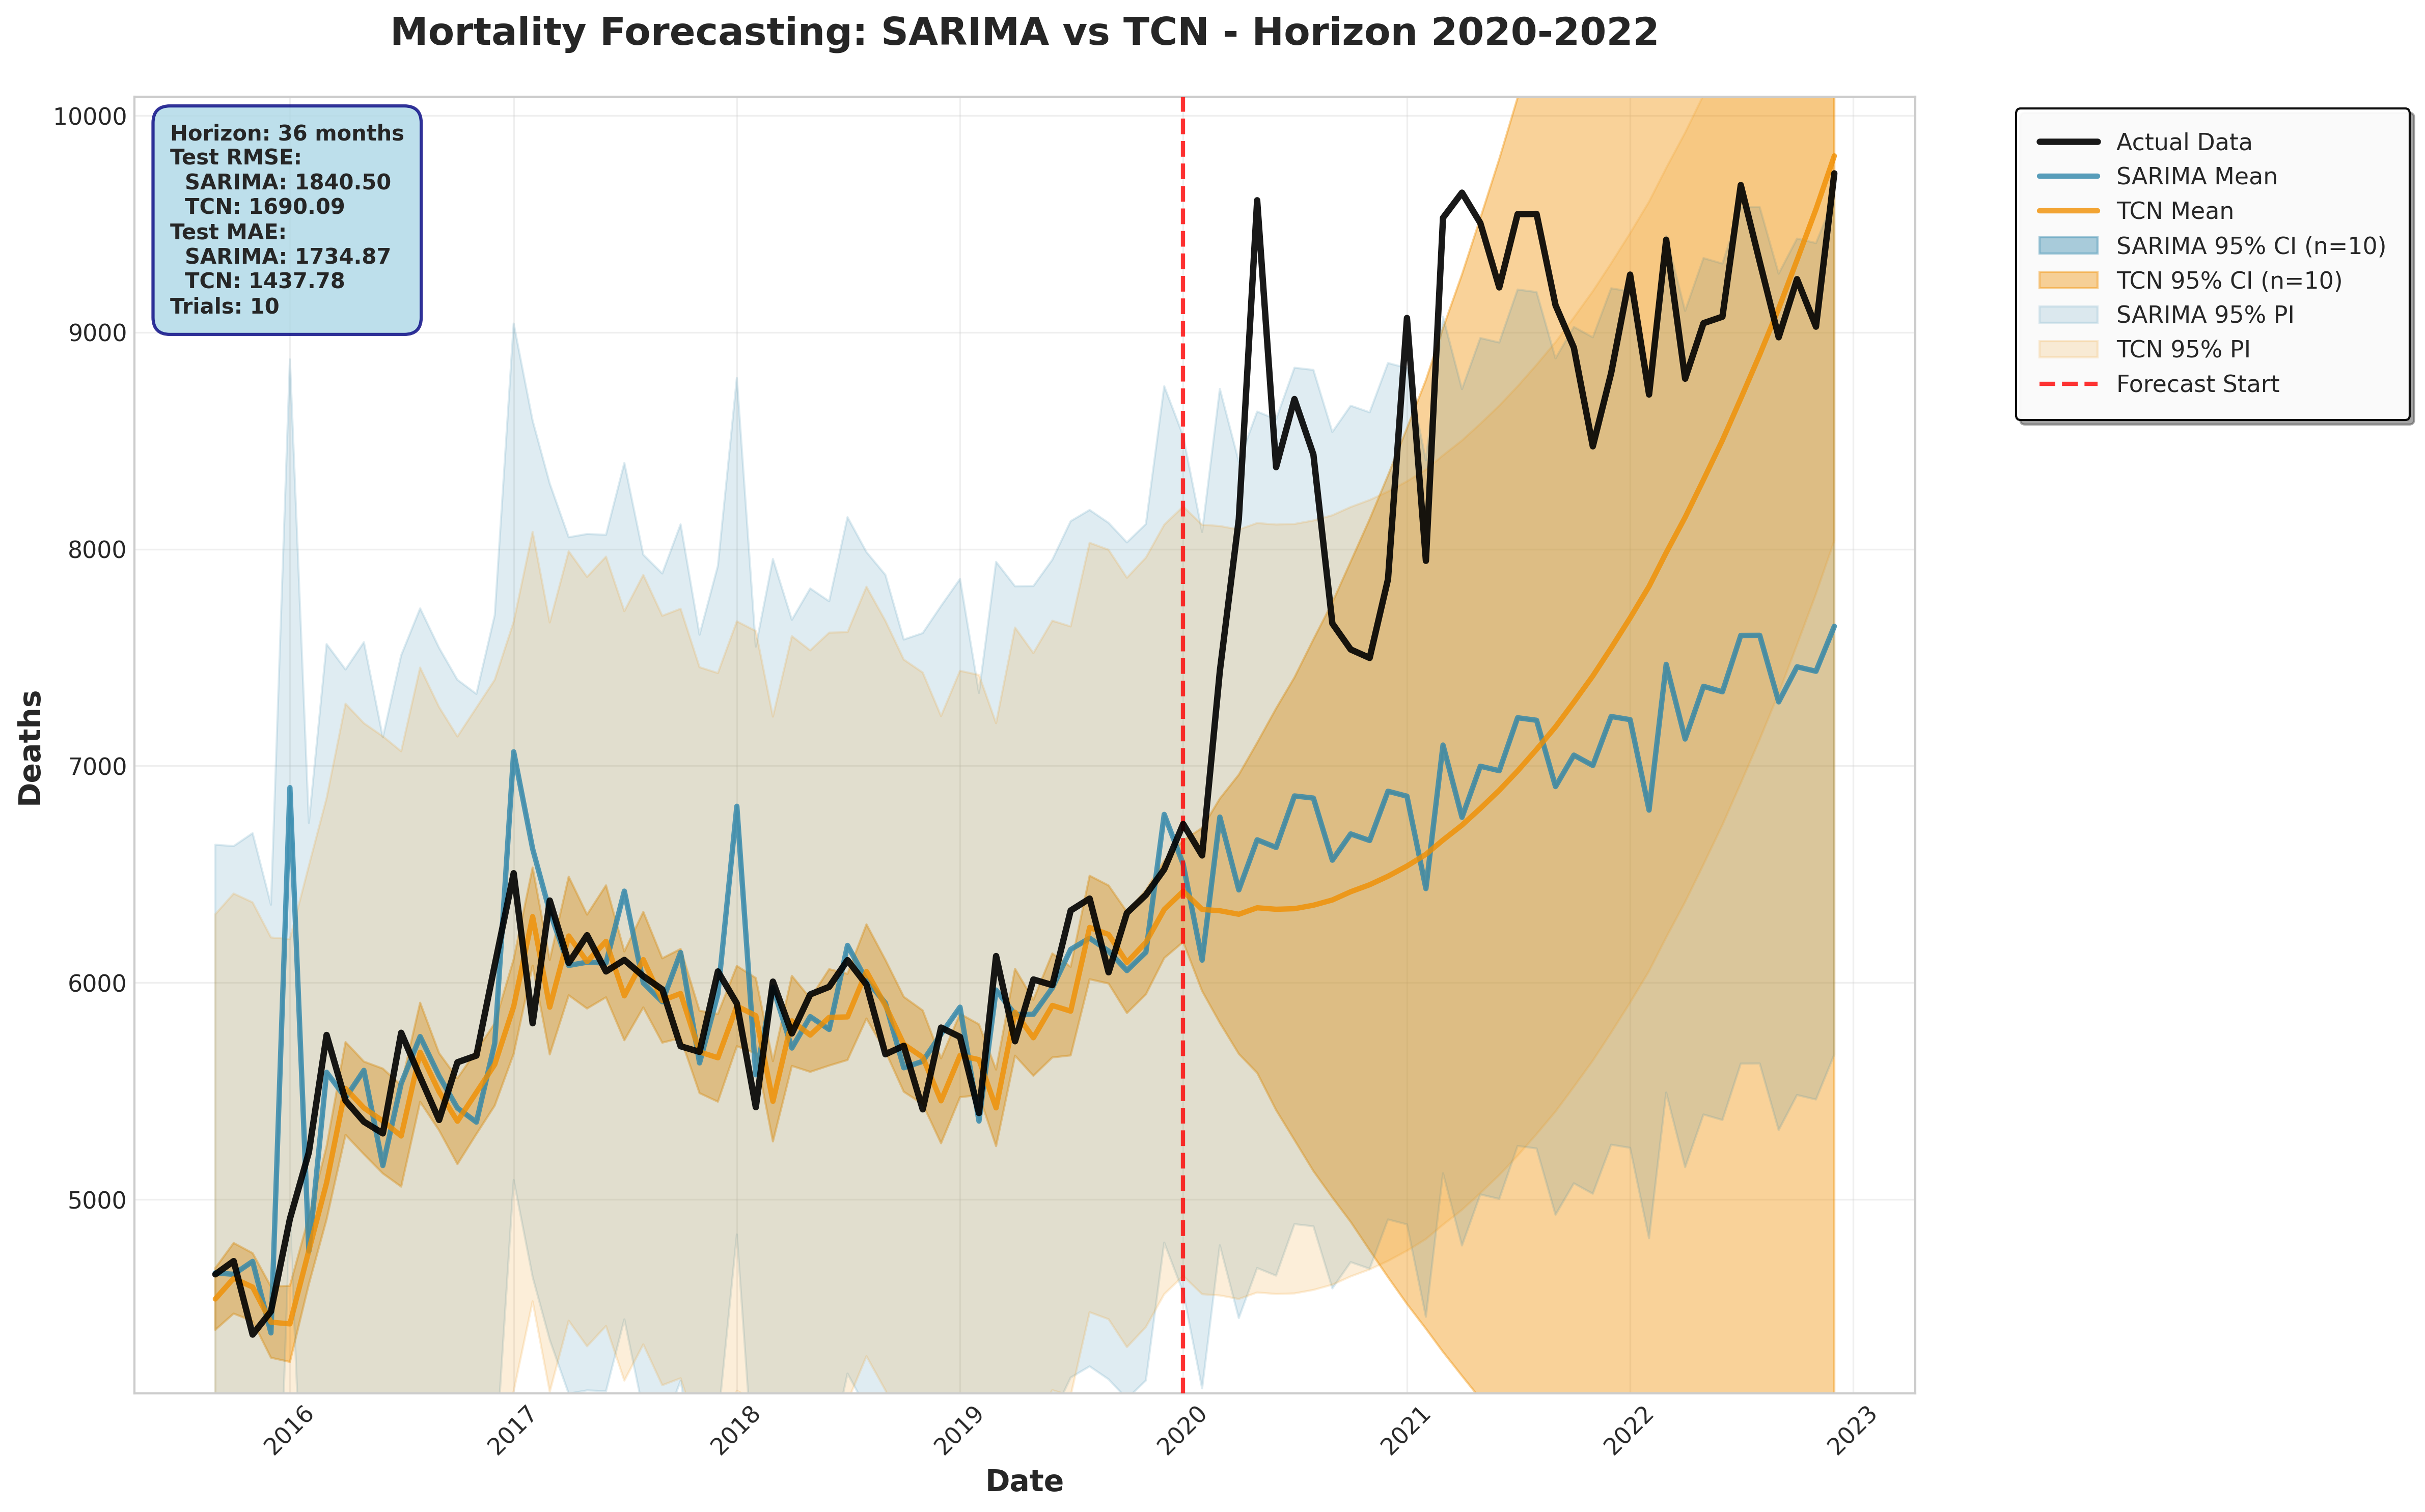 Mortality Forecasting: SARIMA vs TCN - Horizon 2020-2022
Horizon: 36 months
Test RMSE:
SARIMA: 1840.50
TCN: 1690.09
Test MAE:
SARIMA: 1734.87
TCN: 1437.78
Trials: 10
Actual Data
SARIMA Mean
TCN Mean
SARIMA 95% CI (n=10)
TCN 95% CI (n=10)
SARIMA 95% PI
TCN 95% PI
Forecast Start
Deaths
10000
9000
8000
7000
6000
5000
2016
2017
2018
2019
2020
2021
2022
2023
Date